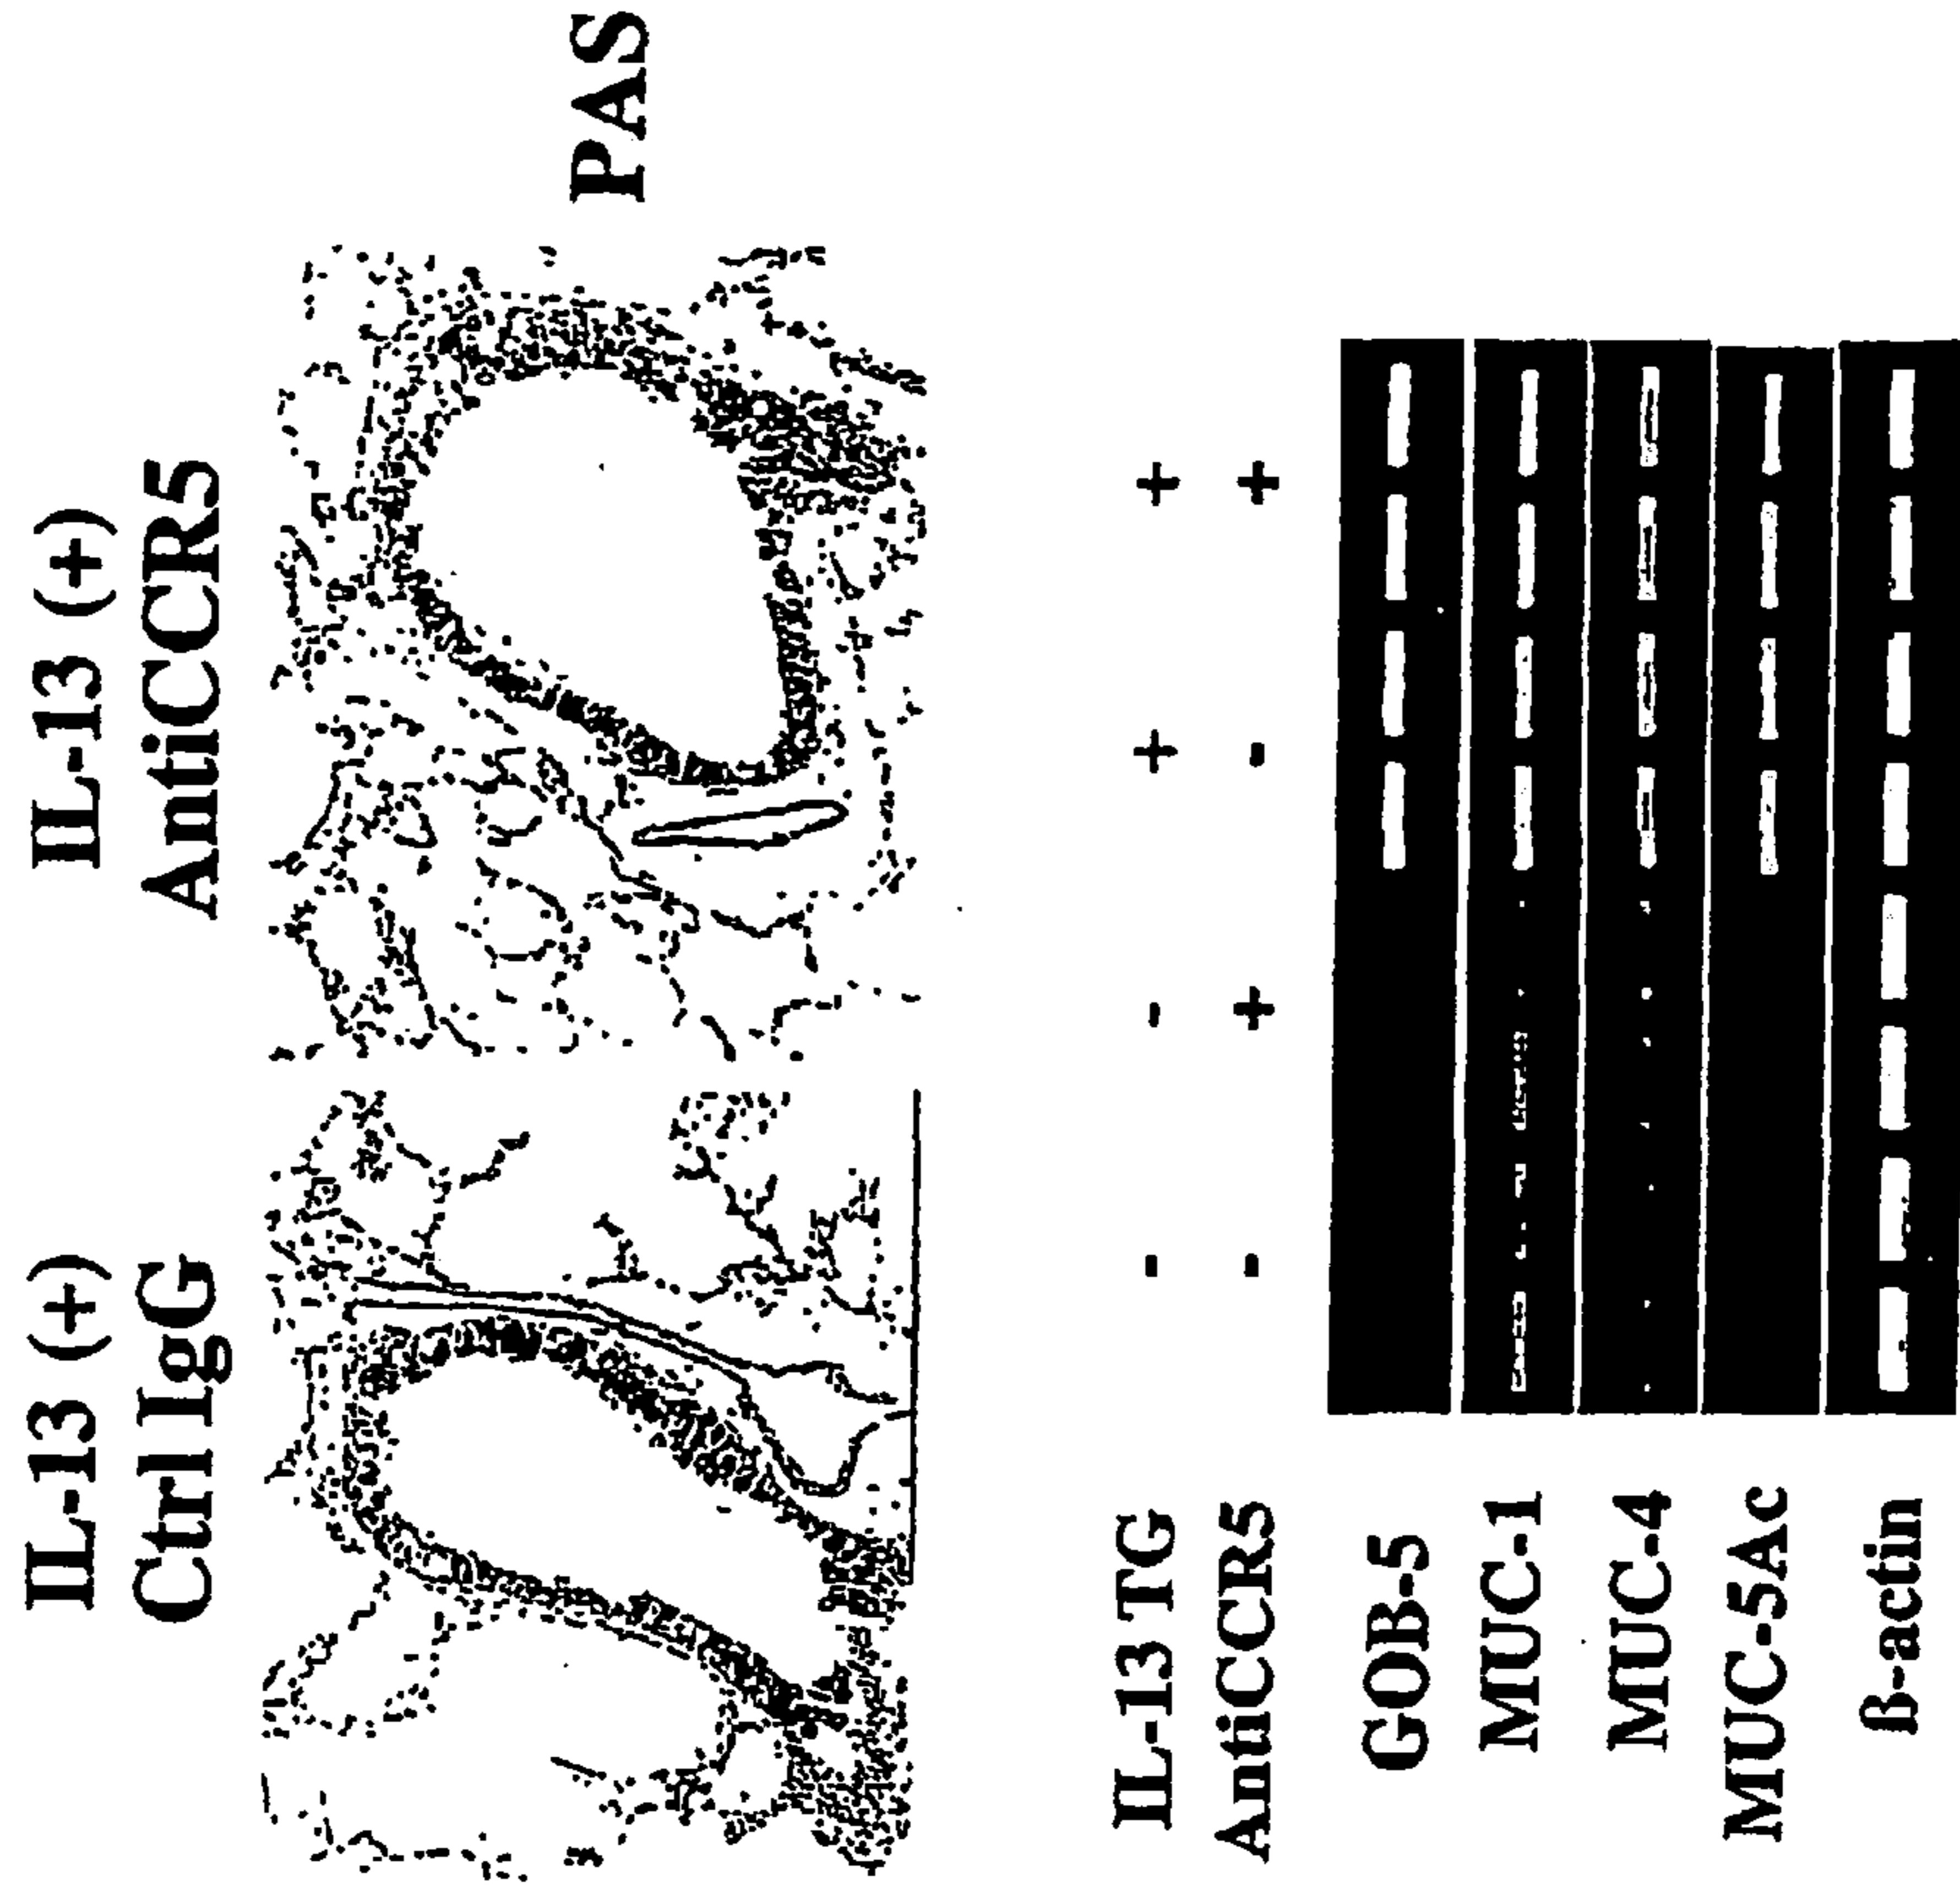 IL-13 (+) IL-13 (+)
Ctrl IgG AntiCCR5
PAS
IL-13 TG - - + +
AntiCCR5 - + - +
GOB-5
MUC-1
MUC-4
MUC-5Ac
β-actin